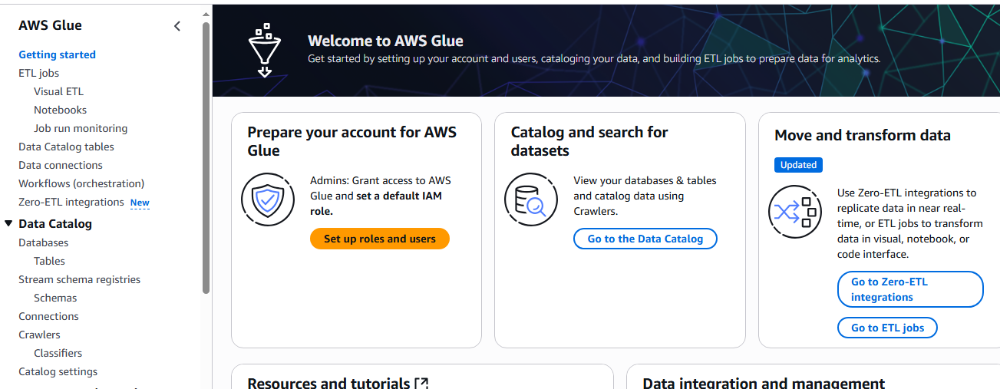 AWS Glue
Getting started
ETL jobs
Visual ETL
Notebooks
Job run monitoring
Data Catalog tables
Data connections
Workflows (orchestration)
Zero-ETL integrations New
Data Catalog
Databases
Tables
Stream schema registries
Schemas
Connections
Crawlers
Classifiers
Catalog settings
Welcome to AWS Glue
Get started by setting up your account and users, cataloging your data, and building ETL jobs to prepare data for analytics.
Prepare your account for AWS
Glue
Admins: Grant access to AWS
Glue and set a default IAM
role.
Set up roles and users
Catalog and search for
datasets
View your databases & tables
and catalog data using
Crawlers.
Go to the Data Catalog
Move and transform data
Updated
Use Zero-ETL integrations to
replicate data in near real-
time, or ETL jobs to transform
data in visual, notebook, or
code interface.
Go to Zero-ETL
integrations
Go to ETL jobs
Resources and tutorials
Data integration and management